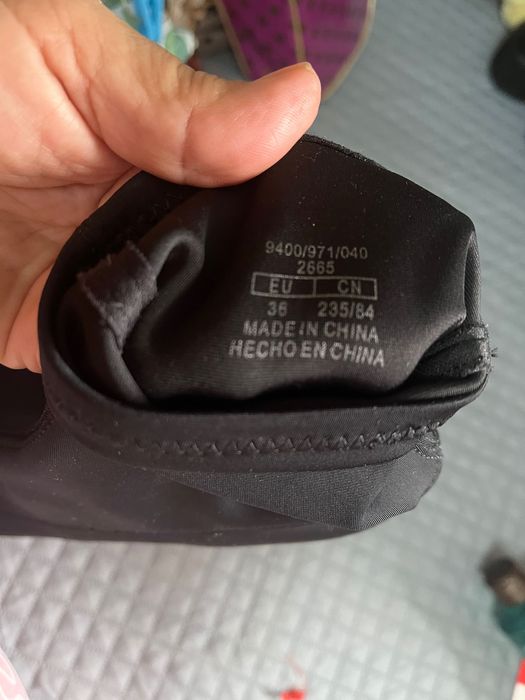 9400/971/040
2665
EU CN
36 235/84
MADE IN CHINA
HECHO EN CHINA